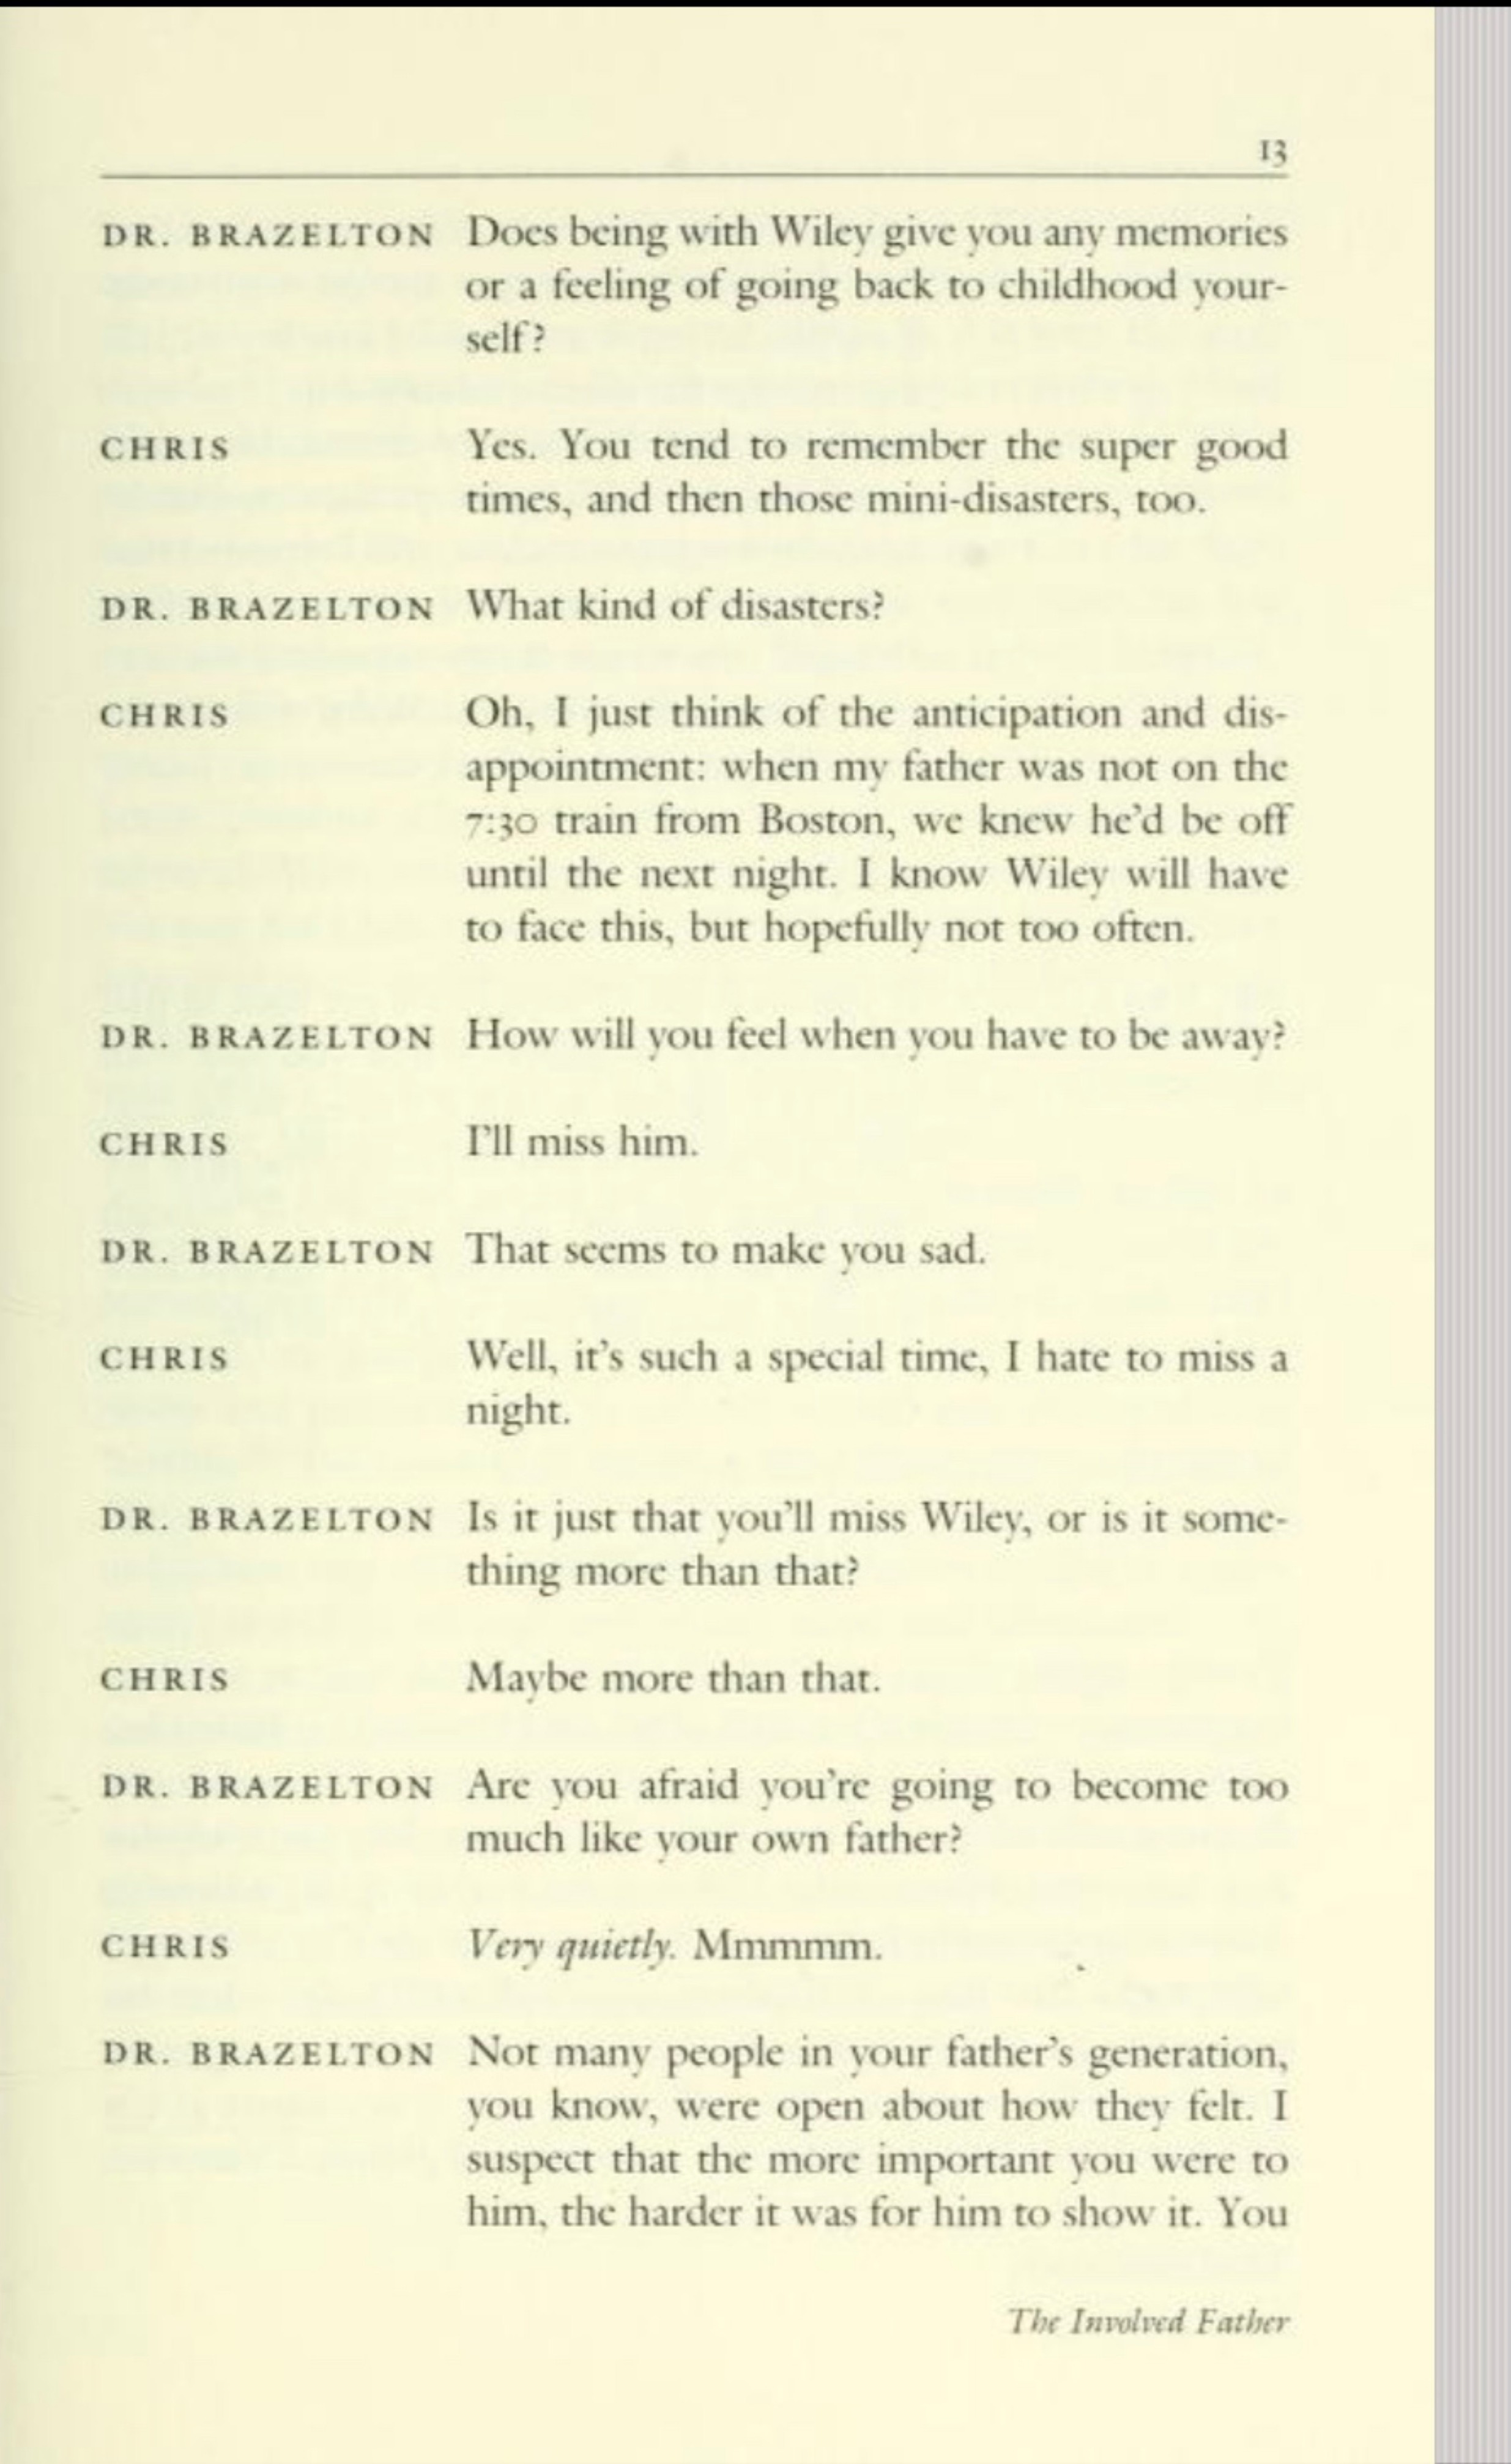 13
DR. BRAZELTON Does being with Wiley give you any memories
or a feeling of going back to childhood your-
self?
CHRIS Yes. You tend to remember the super good
times, and then those mini-disasters, too.
DR. BRAZELTON What kind of disasters?
CHRIS Oh, I just think of the anticipation and dis-
appointment: when my father was not on the
7:30 train from Boston, we knew he'd be off
until the next night. I know Wiley will have
to face this, but hopefully not too often.
DR. BRAZELTON How will you feel when you have to be away?
CHRIS I'll miss him.
DR. BRAZELTON That seems to make you sad.
CHRIS Well, it's such a special time, I hate to miss a
night.
DR. BRAZELTON Is it just that you'll miss Wiley, or is it some-
thing more than that?
CHRIS Maybe more than that.
DR. BRAZELTON Are you afraid you're going to become too
much like your own father?
CHRIS Very quietly. Mmmmm.
DR. BRAZELTON Not many people in your father's generation,
you know, were open about how they felt. I
suspect that the more important you were to
him, the harder it was for him to show it. You
The Involved Father